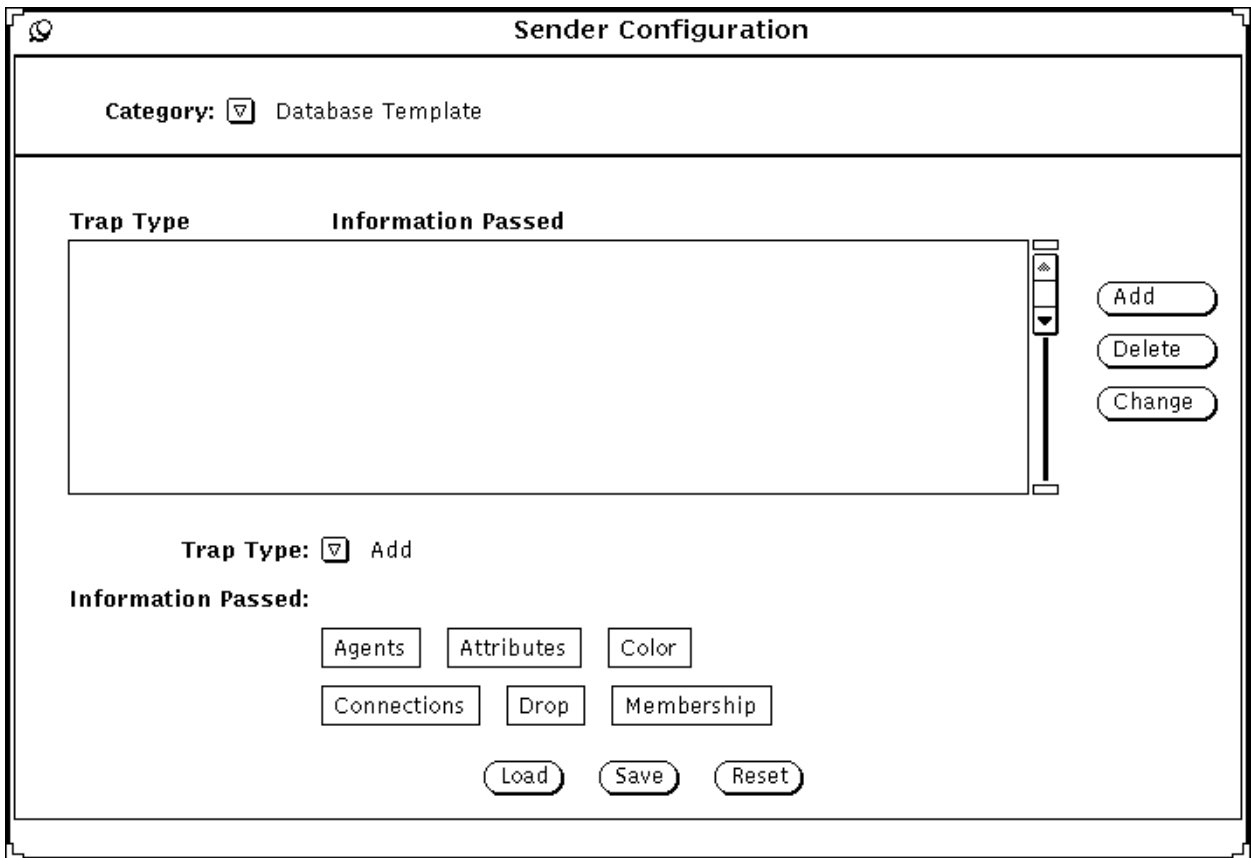 Sender Configuration
Category: Database Template
Trap Type Information Passed
Add
Delete
Change
Trap Type: Add
Information Passed:
Agents Attributes Color
Connections Drop Membership
Load Save Reset